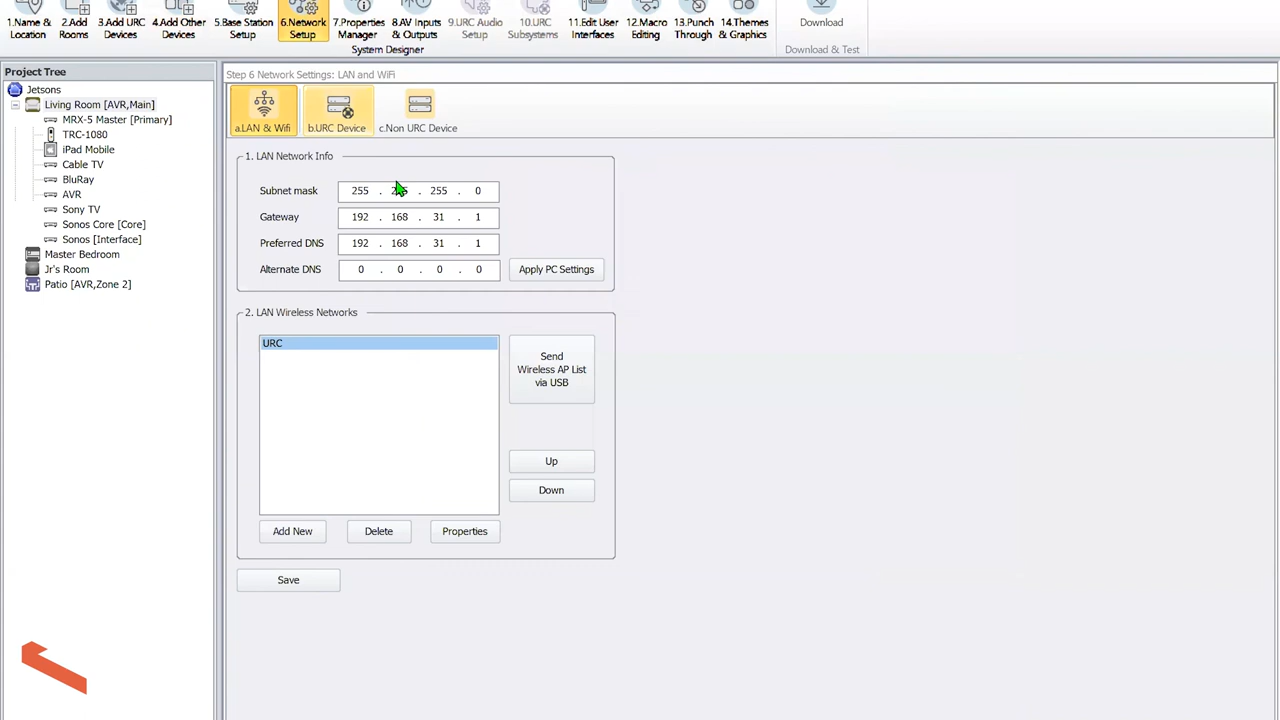 1.Name & Location
2.Add Rooms
3.Add URC Devices
4.Add Other Devices
5.Base Station Setup
6.Network Setup
7.Properties Manager
8.AV Inputs & Outputs
9.URC Audio Setup
10.URC Subsystems
11.Edit User Interfaces
12.Macro Editing
13.Punch Through
14.Themes & Graphics
Download
System Designer
Download & Test
Project Tree
Jetsons
Living Room [AVR,Main]
MRX-5 Master [Primary]
TRC-1080
iPad Mobile
Cable TV
BluRay
AVR
Sony TV
Sonos Core [Core]
Sonos [Interface]
Master Bedroom
Jr's Room
Patio [AVR,Zone 2]
Step 6 Network Settings: LAN and WiFi
a.LAN & Wifi
b.URC Device
c.Non URC Device
1. LAN Network Info
Subnet mask 255 . 255 . 255 . 0
Gateway 192 . 168 . 31 . 1
Preferred DNS 192 . 168 . 31 . 1
Alternate DNS 0 . 0 . 0 . 0
Apply PC Settings
2. LAN Wireless Networks
URC
Send
Wireless AP List
via USB
Up
Down
Add New
Delete
Properties
Save